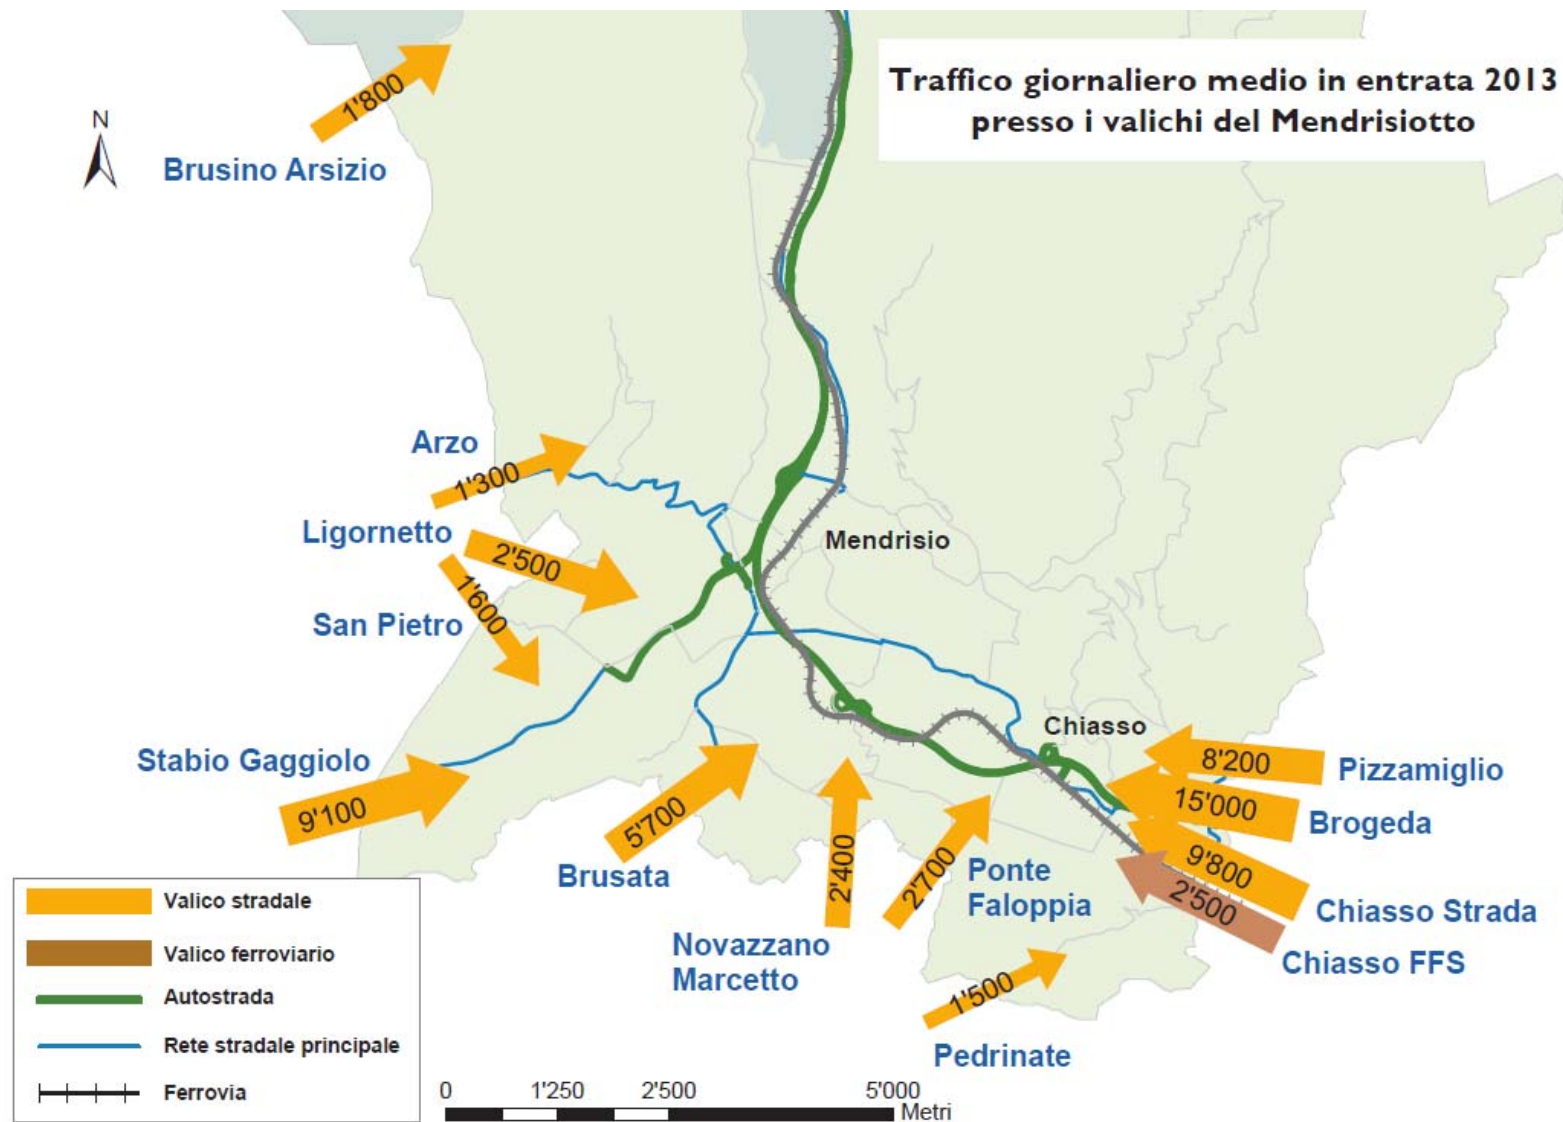 Traffico giornaliero medio in entrata 2013
presso i valichi del Mendrisiotto
1'800
N
Brusino Arsizio
Arzo
1'300
Ligornetto
2'500
Mendrisio
1'600
San Pietro
Chiasso
Stabio Gaggiolo
8'200
Pizzamiglio
9'100
15'000
Brogeda
5'700
Brusata
2'400
2'700
Ponte
Faloppia
9'800
Chiasso Strada
2'500
Chiasso FFS
Novazzano
Marcetto
1'500
Pedrinate
Valico stradale
Valico ferroviario
Autostrada
Rete stradale principale
Ferrovia
0 1'250 2'500 5'000
Metri